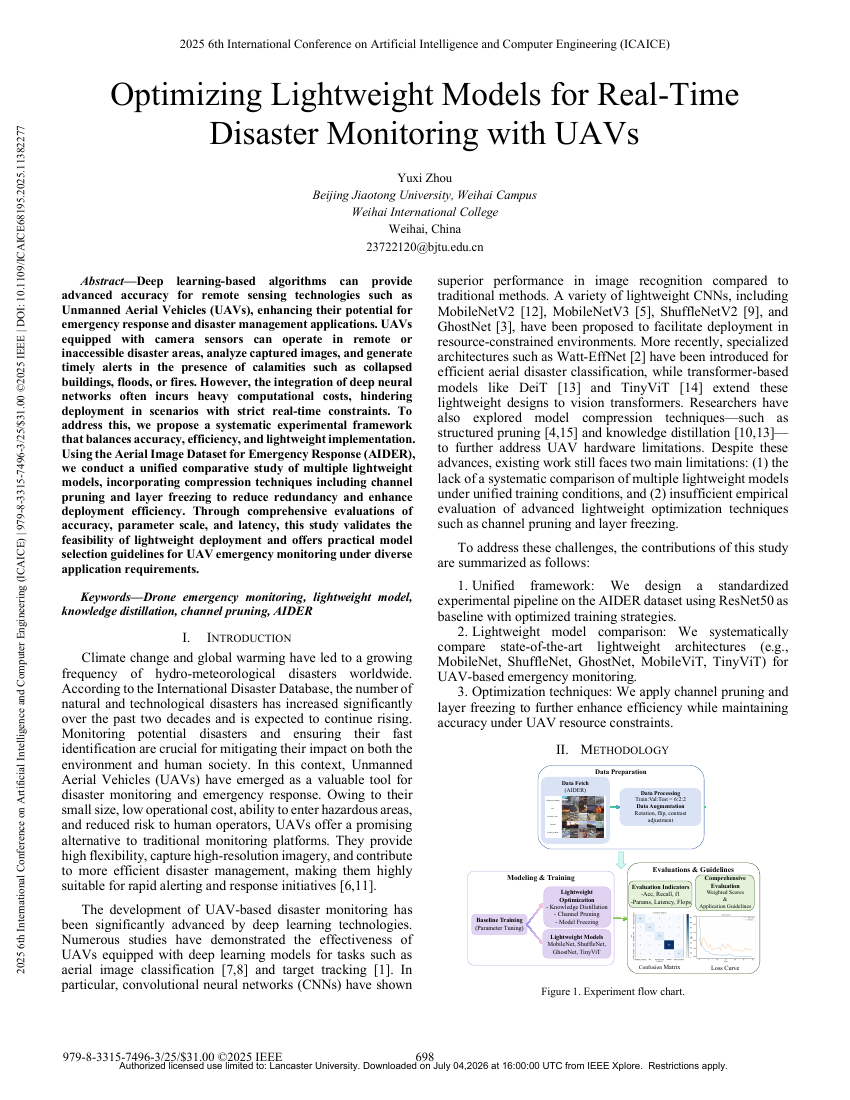 2025 6th International Conference on Artificial Intelligence and Computer Engineering (ICAICE)
Optimizing Lightweight Models for Real-Time
Disaster Monitoring with UAVs
Yuxi Zhou
Beijing Jiaotong University, Weihai Campus
Weihai International College
Weihai, China
23722120@bjtu.edu.cn
2025 6th International Conference on Artificial Intelligence and Computer Engineering (ICAICE) | 979-8-3315-7496-3/25/$31.00 ©2025 IEEE | DOI: 10.1109/ICAICE68195.2025.11382277
Abstract—Deep learning-based algorithms can provide
advanced accuracy for remote sensing technologies such as
Unmanned Aerial Vehicles (UAVs), enhancing their potential for
emergency response and disaster management applications. UAVs
equipped with camera sensors can operate in remote or
inaccessible disaster areas, analyze captured images, and generate
timely alerts in the presence of calamities such as collapsed
buildings, floods, or fires. However, the integration of deep neural
networks often incurs heavy computational costs, hindering
deployment in scenarios with strict real-time constraints. To
address this, we propose a systematic experimental framework
that balances accuracy, efficiency, and lightweight implementation.
Using the Aerial Image Dataset for Emergency Response (AIDER),
we conduct a unified comparative study of multiple lightweight
models, incorporating compression techniques including channel
pruning and layer freezing to reduce redundancy and enhance
deployment efficiency. Through comprehensive evaluations of
accuracy, parameter scale, and latency, this study validates the
feasibility of lightweight deployment and offers practical model
selection guidelines for UAV emergency monitoring under diverse
application requirements.
Keywords—Drone emergency monitoring, lightweight model,
knowledge distillation, channel pruning, AIDER
I. INTRODUCTION
Climate change and global warming have led to a growing
frequency of hydro-meteorological disasters worldwide.
According to the International Disaster Database, the number of
natural and technological disasters has increased significantly
over the past two decades and is expected to continue rising.
Monitoring potential disasters and ensuring their fast
identification are crucial for mitigating their impact on both the
environment and human society. In this context, Unmanned
Aerial Vehicles (UAVs) have emerged as a valuable tool for
disaster monitoring and emergency response. Owing to their
small size, low operational cost, ability to enter hazardous areas,
and reduced risk to human operators, UAVs offer a promising
alternative to traditional monitoring platforms. They provide
high flexibility, capture high-resolution imagery, and contribute
to more efficient disaster management, making them highly
suitable for rapid alerting and response initiatives [6,11].
The development of UAV-based disaster monitoring has
been significantly advanced by deep learning technologies.
Numerous studies have demonstrated the effectiveness of
UAVs equipped with deep learning models for tasks such as
aerial image classification [7,8] and target tracking [1]. In
particular, convolutional neural networks (CNNs) have shown
superior performance in image recognition compared to
traditional methods. A variety of lightweight CNNs, including
MobileNetV2 [12], MobileNetV3 [5], ShuffleNetV2 [9], and
GhostNet [3], have been proposed to facilitate deployment in
resource-constrained environments. More recently, specialized
architectures such as Watt-EffNet [2] have been introduced for
efficient aerial disaster classification, while transformer-based
models like DeiT [13] and TinyViT [14] extend these
lightweight designs to vision transformers. Researchers have
also explored model compression techniques—such as
structured pruning [4,15] and knowledge distillation [10,13]—
to further address UAV hardware limitations. Despite these
advances, existing work still faces two main limitations: (1) the
lack of a systematic comparison of multiple lightweight models
under unified training conditions, and (2) insufficient empirical
evaluation of advanced lightweight optimization techniques
such as channel pruning and layer freezing.
To address these challenges, the contributions of this study
are summarized as follows:
1. Unified framework: We design a standardized
experimental pipeline on the AIDER dataset using ResNet50 as
baseline with optimized training strategies.
2. Lightweight model comparison: We systematically
compare state-of-the-art lightweight architectures (e.g.,
MobileNet, ShuffleNet, GhostNet, MobileViT, TinyViT) for
UAV-based emergency monitoring.
3. Optimization techniques: We apply channel pruning and
layer freezing to further enhance efficiency while maintaining
accuracy under UAV resource constraints.
II. METHODOLOGY
Data Preparation
Data Fetch
(AIDER)
Data Processing
Train:Val:Test = 6:2:2
Data Augmentation
Rotation, flip, contrast
adjustment
Modeling & Training
Baseline Training
(Parameter Tuning)
Lightweight
Optimization
- Knowledge Distillation
- Channel Pruning
- Model Freezing
Lightweight Models
MobileNet, ShuffleNet,
GhostNet, TinyViT
Evaluations & Guidelines
Evaluation Indicators
-Acc, Recall, f1
-Params, Latency, Flops
Comprehensive
Evaluation
Weighted Scores
&
Application Guidelines
Confusion Matrix
Loss Curve
Figure 1. Experiment flow chart.
979-8-3315-7496-3/25/$31.00 ©2025 IEEE
698
Authorized licensed use limited to: Lancaster University. Downloaded on July 04,2026 at 16:00:00 UTC from IEEE Xplore. Restrictions apply.